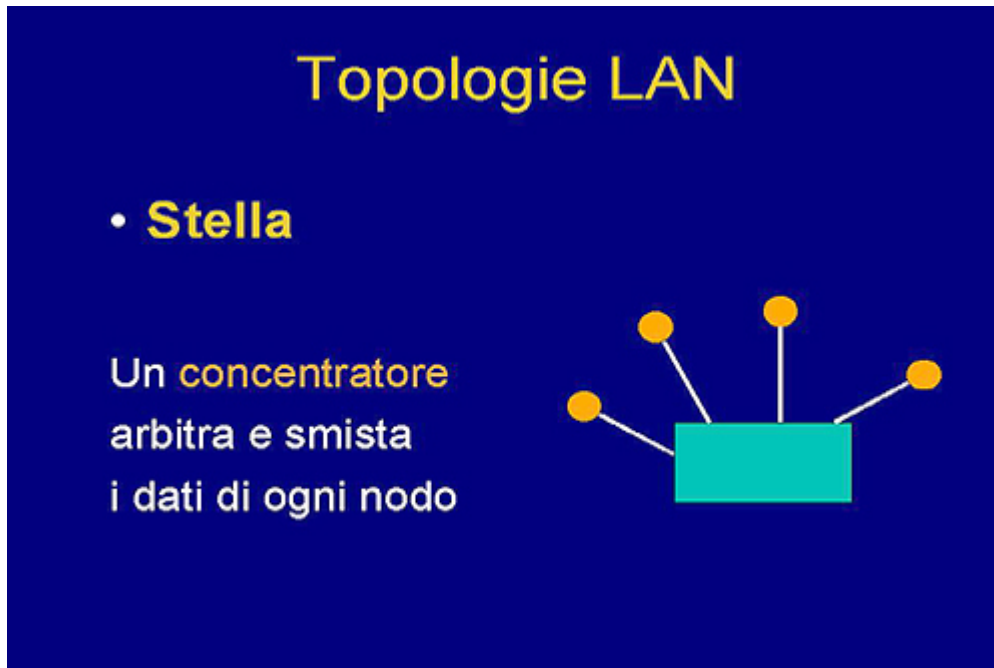 Topologie LAN
• Stella
Un concentratore
arbitra e smista
i dati di ogni nodo